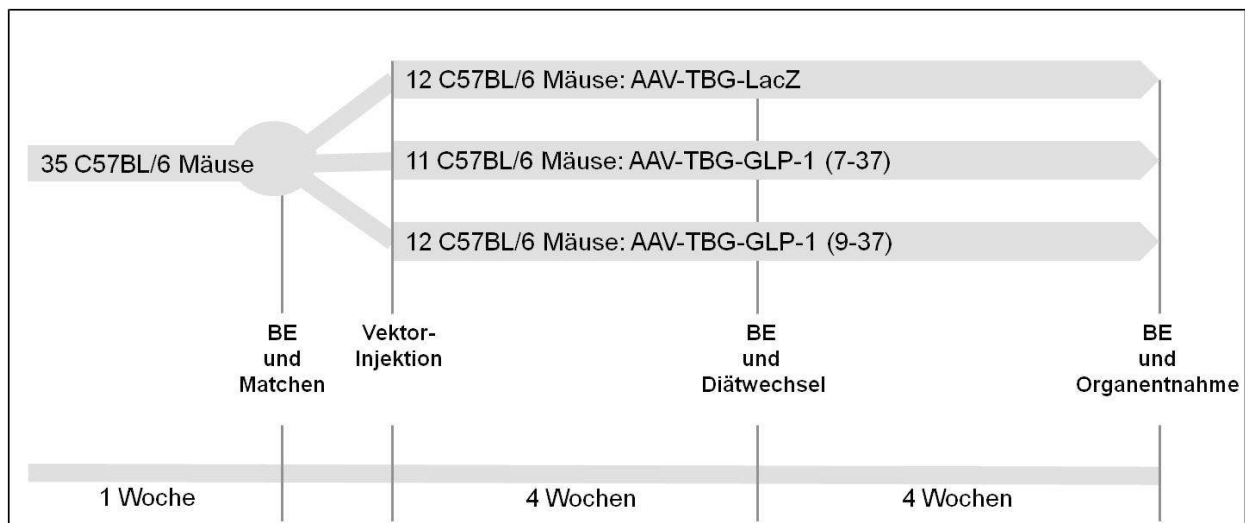 12 C57BL/6 Mäuse: AAV-TBG-LacZ
35 C57BL/6 Mäuse
11 C57BL/6 Mäuse: AAV-TBG-GLP-1 (7-37)
12 C57BL/6 Mäuse: AAV-TBG-GLP-1 (9-37)
BE
und
Matchen
Vektor-
Injektion
BE
und
Diätwechsel
BE
und
Organentnahme
1 Woche
4 Wochen
4 Wochen